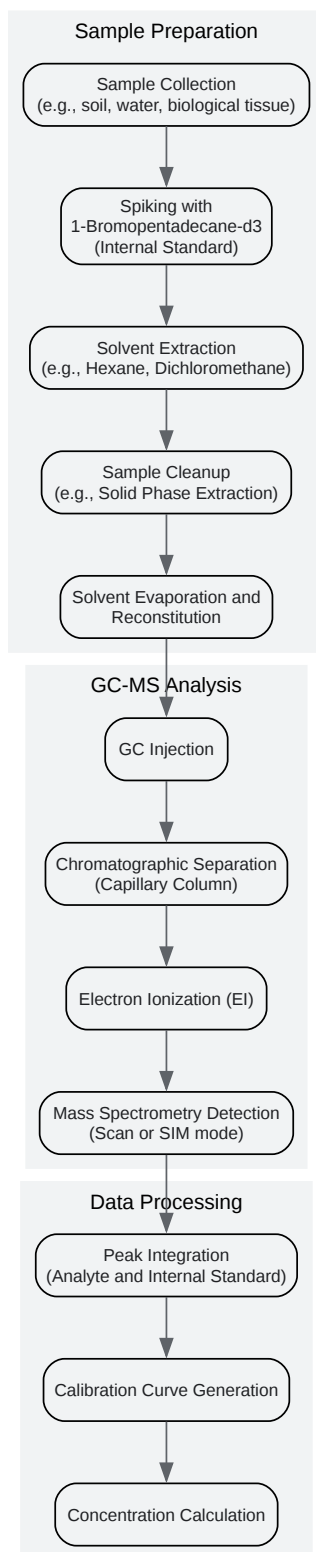 Sample Preparation
Sample Collection
(e.g., soil, water, biological tissue)
Spiking with
1-Bromopentadecane-d3
(Internal Standard)
Solvent Extraction
(e.g., Hexane, Dichloromethane)
Sample Cleanup
(e.g., Solid Phase Extraction)
Solvent Evaporation and
Reconstitution
GC-MS Analysis
GC Injection
Chromatographic Separation
(Capillary Column)
Electron Ionization (EI)
Mass Spectrometry Detection
(Scan or SIM mode)
Data Processing
Peak Integration
(Analyte and Internal Standard)
Calibration Curve Generation
Concentration Calculation